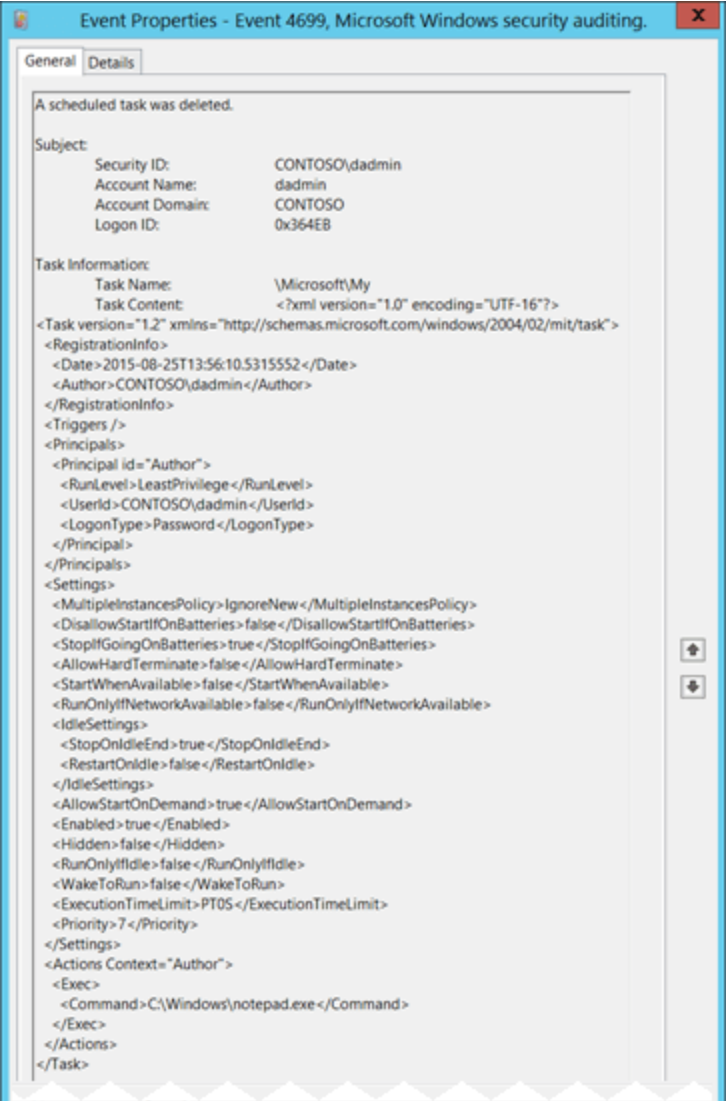 Event Properties - Event 4699, Microsoft Windows security auditing.
X
General Details
A scheduled task was deleted.
Subject:
Security ID: CONTOSO\dadmin
Account Name: dadmin
Account Domain: CONTOSO
Logon ID: 0x364EB
Task Information:
Task Name: \Microsoft\My
Task Content: <?xml version="1.0" encoding="UTF-16"?>
<Task version="1.2" xmlns="http://schemas.microsoft.com/windows/2004/02/mit/task">
<RegistrationInfo>
<Date>2015-08-25T13:56:10.5315552</Date>
<Author>CONTOSO\dadmin</Author>
</RegistrationInfo>
<Triggers />
<Principals>
<Principal id="Author">
<RunLevel>LeastPrivilege</RunLevel>
<UserId>CONTOSO\dadmin</UserId>
<LogonType>Password</LogonType>
</Principal>
</Principals>
<Settings>
<MultipleInstancesPolicy>IgnoreNew</MultipleInstancesPolicy>
<DisallowStartIfOnBatteries>false</DisallowStartIfOnBatteries>
<StopIfGoingOnBatteries>true</StopIfGoingOnBatteries>
<AllowHardTerminate>false</AllowHardTerminate>
<StartWhenAvailable>false</StartWhenAvailable>
<RunOnlyIfNetworkAvailable>false</RunOnlyIfNetworkAvailable>
<IdleSettings>
<StopOnIdleEnd>true</StopOnIdleEnd>
<RestartOnIdle>false</RestartOnIdle>
</IdleSettings>
<AllowStartOnDemand>true</AllowStartOnDemand>
<Enabled>true</Enabled>
<Hidden>false</Hidden>
<RunOnlyIfIdle>false</RunOnlyIfIdle>
<WakeToRun>false</WakeToRun>
<ExecutionTimeLimit>PT0S</ExecutionTimeLimit>
<Priority>7</Priority>
</Settings>
<Actions Context="Author">
<Exec>
<Command>C:\Windows\notepad.exe</Command>
</Exec>
</Actions>
</Task>